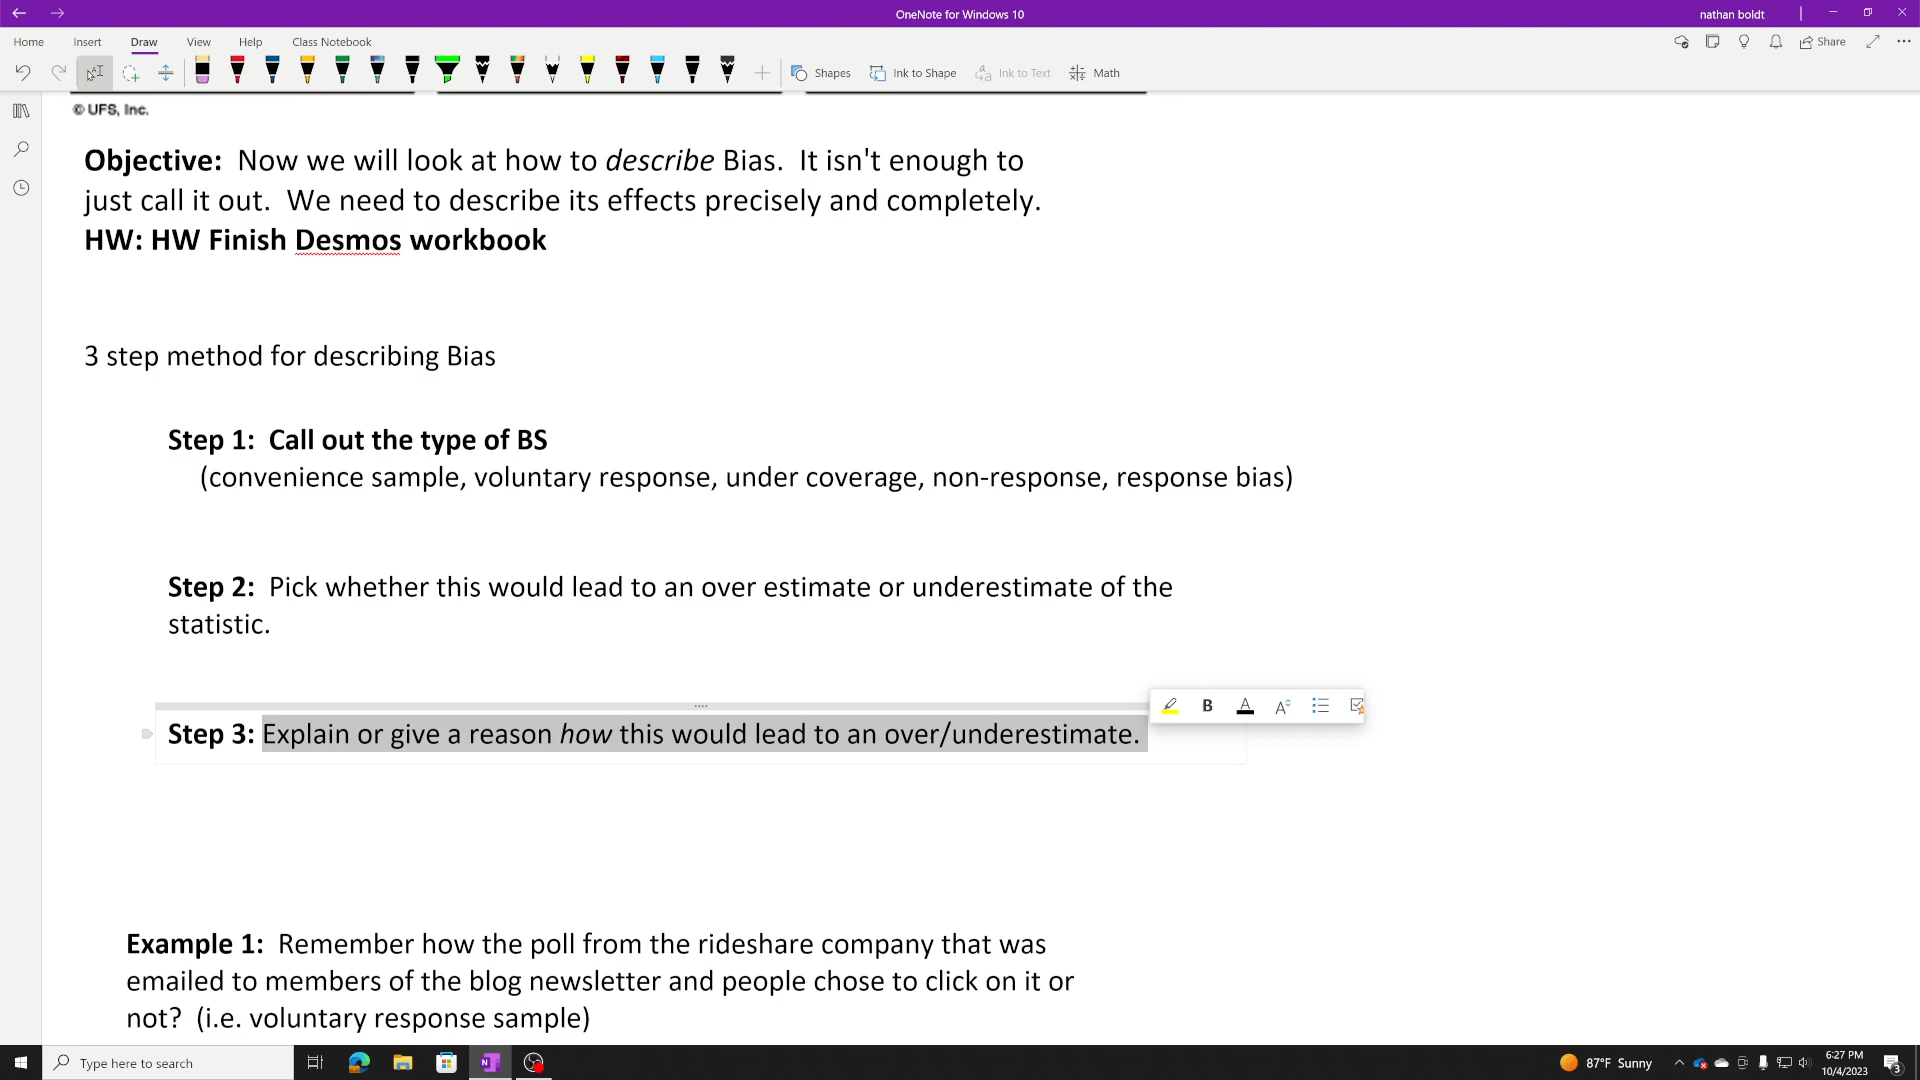 OneNote for Windows 10
nathan boldt
Home Insert Draw View Help Class Notebook
Share
Shapes Ink to Shape Ink to Text Math
© UFS, Inc.
Objective: Now we will look at how to describe Bias. It isn't enough to
just call it out. We need to describe its effects precisely and completely.
HW: HW Finish Desmos workbook
3 step method for describing Bias
Step 1: Call out the type of BS
(convenience sample, voluntary response, under coverage, non-response, response bias)
Step 2: Pick whether this would lead to an over estimate or underestimate of the
statistic.
B A A
Step 3: Explain or give a reason how this would lead to an over/underestimate.
Example 1: Remember how the poll from the rideshare company that was
emailed to members of the blog newsletter and people chose to click on it or
not? (i.e. voluntary response sample)
Type here to search
87°F Sunny
6:27 PM
10/4/2023
3